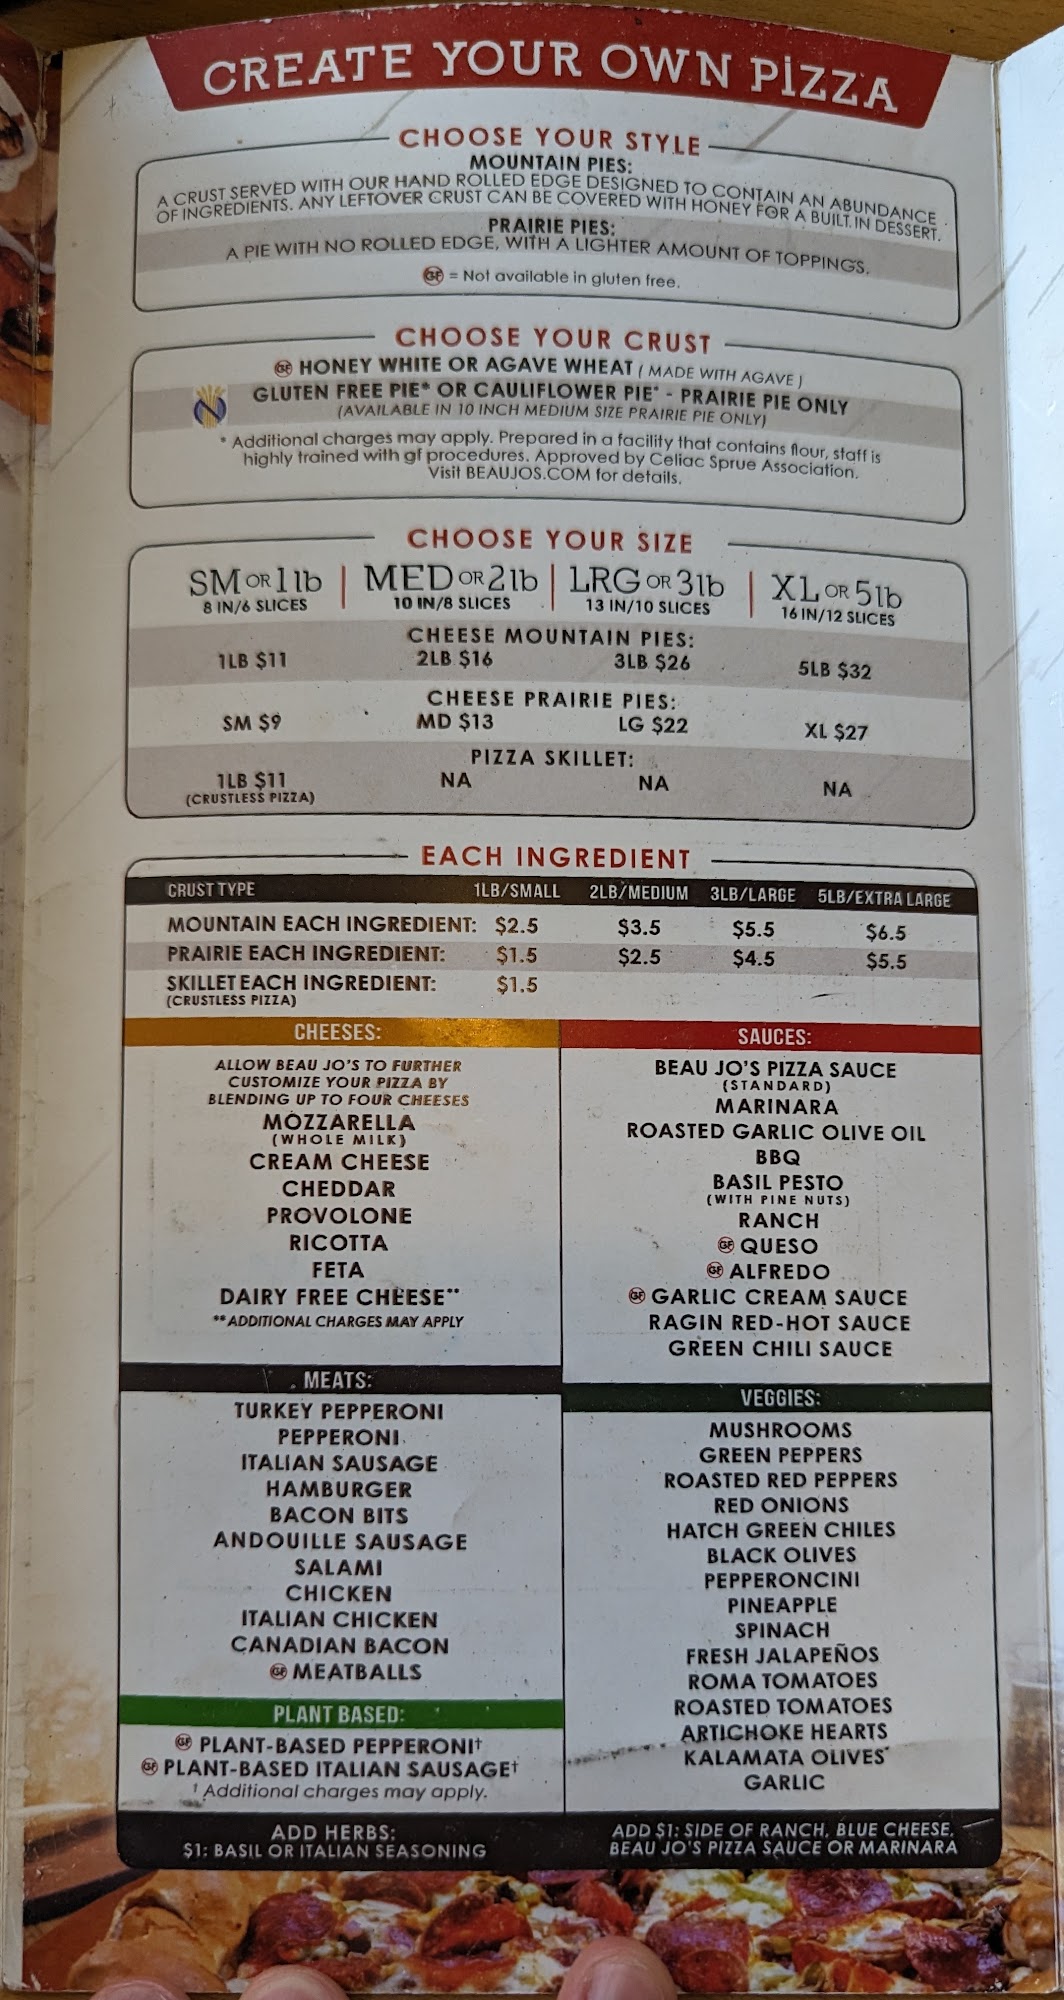 CREATE YOUR OWN PIZZA
CHOOSE YOUR STYLE
MOUNTAIN PIES:
A CRUST SERVED WITH OUR HAND ROLLED EDGE DESIGNED TO CONTAIN AN ABUNDANCE
OF INGREDIENTS. ANY LEFTOVER CRUST CAN BE COVERED WITH HONEY FOR A BUILT IN DESSERT.
PRAIRIE PIES:
A PIE WITH NO ROLLED EDGE, WITH A LIGHTER AMOUNT OF TOPPINGS.
GF = Not available in gluten free.
CHOOSE YOUR CRUST
GF HONEY WHITE OR AGAVE WHEAT ( MADE WITH AGAVE )
GLUTEN FREE PIE* OR CAULIFLOWER PIE* - PRAIRIE PIE ONLY
(AVAILABLE IN 10 INCH MEDIUM SIZE PRAIRIE PIE ONLY)
* Additional charges may apply. Prepared in a facility that contains flour, staff is
highly trained with gf procedures. Approved by Celiac Sprue Association.
Visit BEAUJOS.COM for details.
CHOOSE YOUR SIZE
SM OR 1lb | MED OR 2lb | LRG OR 3lb | XL OR 5lb
8 IN/6 SLICES 10 IN/8 SLICES 13 IN/10 SLICES 16 IN/12 SLICES
CHEESE MOUNTAIN PIES:
1LB $11 2LB $16 3LB $26 5LB $32
CHEESE PRAIRIE PIES:
SM $9 MD $13 LG $22 XL $27
PIZZA SKILLET:
1LB $11 NA NA NA
(CRUSTLESS PIZZA)
EACH INGREDIENT
CRUST TYPE 1LB/SMALL 2LB/MEDIUM 3LB/LARGE 5LB/EXTRA LARGE
MOUNTAIN EACH INGREDIENT: $2.5 $3.5 $5.5 $6.5
PRAIRIE EACH INGREDIENT: $1.5 $2.5 $4.5 $5.5
SKILLET EACH INGREDIENT: $1.5
(CRUSTLESS PIZZA)
CHEESES:
ALLOW BEAU JO'S TO FURTHER
CUSTOMIZE YOUR PIZZA BY
BLENDING UP TO FOUR CHEESES
MOZZARELLA
(WHOLE MILK)
CREAM CHEESE
CHEDDAR
PROVOLONE
RICOTTA
FETA
DAIRY FREE CHEESE**
**ADDITIONAL CHARGES MAY APPLY
MEATS:
TURKEY PEPPERONI
PEPPERONI
ITALIAN SAUSAGE
HAMBURGER
BACON BITS
ANDOUILLE SAUSAGE
SALAMI
CHICKEN
ITALIAN CHICKEN
CANADIAN BACON
GF MEATBALLS
PLANT BASED:
GF PLANT-BASED PEPPERONI†
GF PLANT-BASED ITALIAN SAUSAGE†
† Additional charges may apply.
SAUCES:
BEAU JO'S PIZZA SAUCE
(STANDARD)
MARINARA
ROASTED GARLIC OLIVE OIL
BBQ
BASIL PESTO
(WITH PINE NUTS)
RANCH
GF QUESO
GF ALFREDO
GF GARLIC CREAM SAUCE
RAGIN RED-HOT SAUCE
GREEN CHILI SAUCE
VEGGIES:
MUSHROOMS
GREEN PEPPERS
ROASTED RED PEPPERS
RED ONIONS
HATCH GREEN CHILES
BLACK OLIVES
PEPPERONCINI
PINEAPPLE
SPINACH
FRESH JALAPEÑOS
ROMA TOMATOES
ROASTED TOMATOES
ARTICHOKE HEARTS
KALAMATA OLIVES*
GARLIC
ADD HERBS:
$1: BASIL OR ITALIAN SEASONING
ADD $1: SIDE OF RANCH, BLUE CHEESE,
BEAU JO'S PIZZA SAUCE OR MARINARA